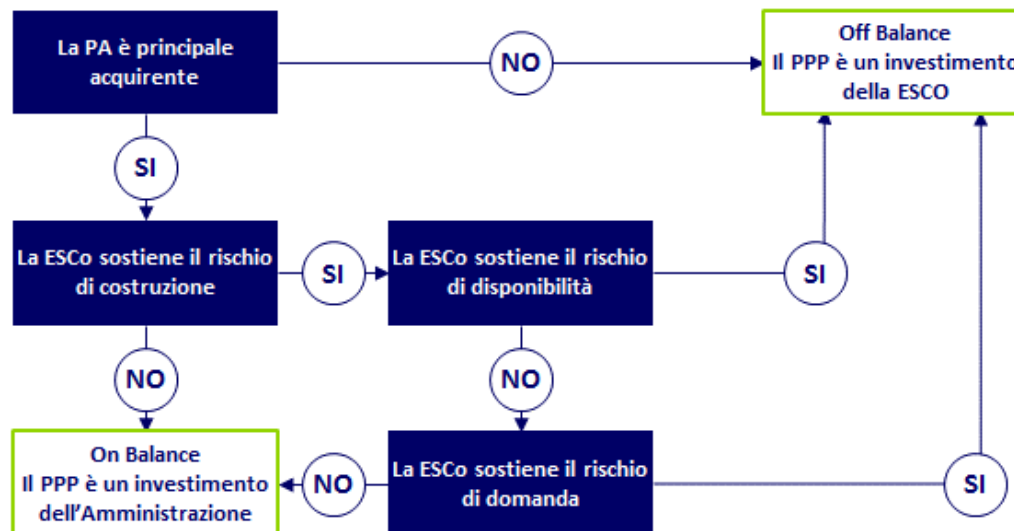 La PA è principale
acquirente
NO
Off Balance
Il PPP è un investimento
della ESCO
SI
La ESCo sostiene il rischio
di costruzione
SI
La ESCo sostiene il rischio
di disponibilità
SI
NO
NO
On Balance
Il PPP è un investimento
dell'Amministrazione
NO
La ESCo sostiene il rischio
di domanda
SI